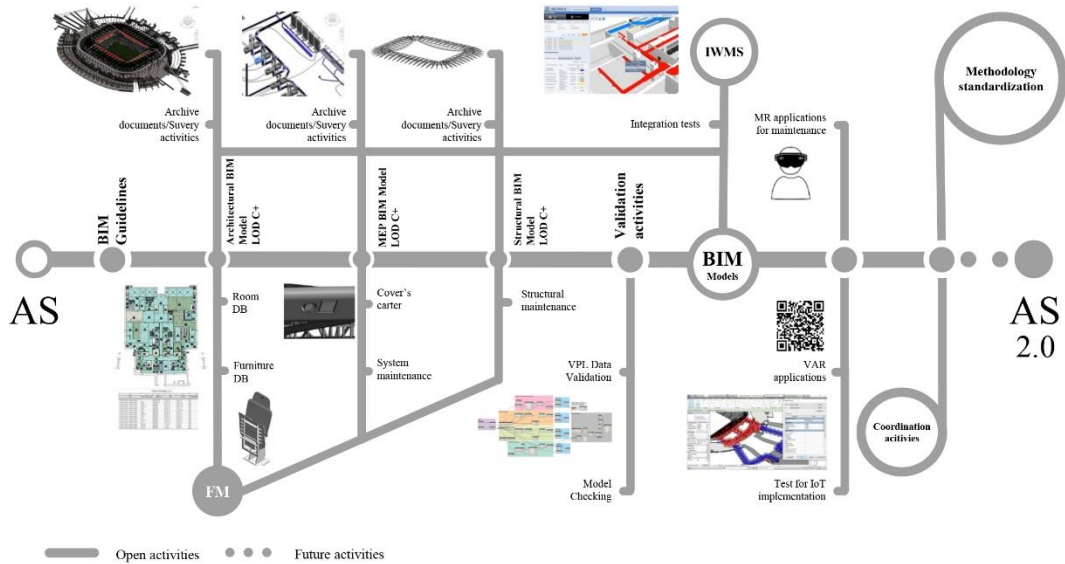 IWMS
Methodology
standardization
Archive
documents/Suvery
activities
Archive
documents/Suvery
activities
Archive
documents/Suvery
activities
Integration tests
MR applications
for maintenance
BIM
Guidelines
Architectural BIM
Model
LOD C+
MEP BIM Model
LOD C+
Structural BIM
Model
LOD C+
Validation
activities
BIM
Models
AS
AS
2.0
Room
DB
Cover's
carter
Structural
maintenance
Furniture
DB
System
maintenance
VPL Data
Validation
VAR
applications
Coordination
acitivies
FM
Model
Checking
Test for IoT
implementation
Open activities
Future activities